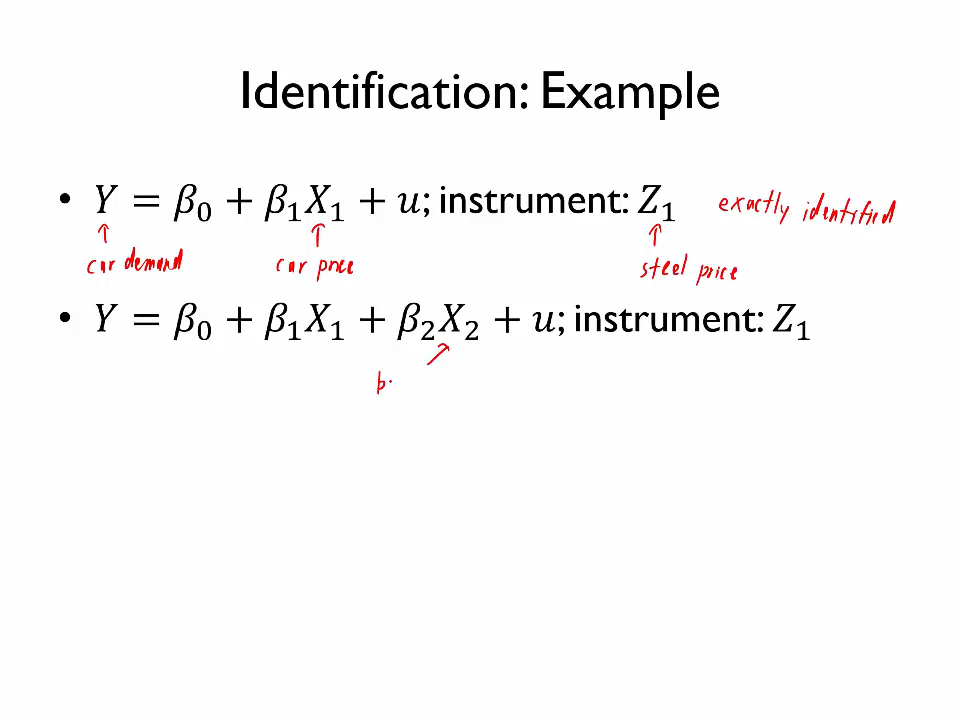 Identification: Example
• Y = β₀ + β₁X₁ + u; instrument: Z₁ exactly identified
car demand car price steel price
• Y = β₀ + β₁X₁ + β₂X₂ + u; instrument: Z₁
b